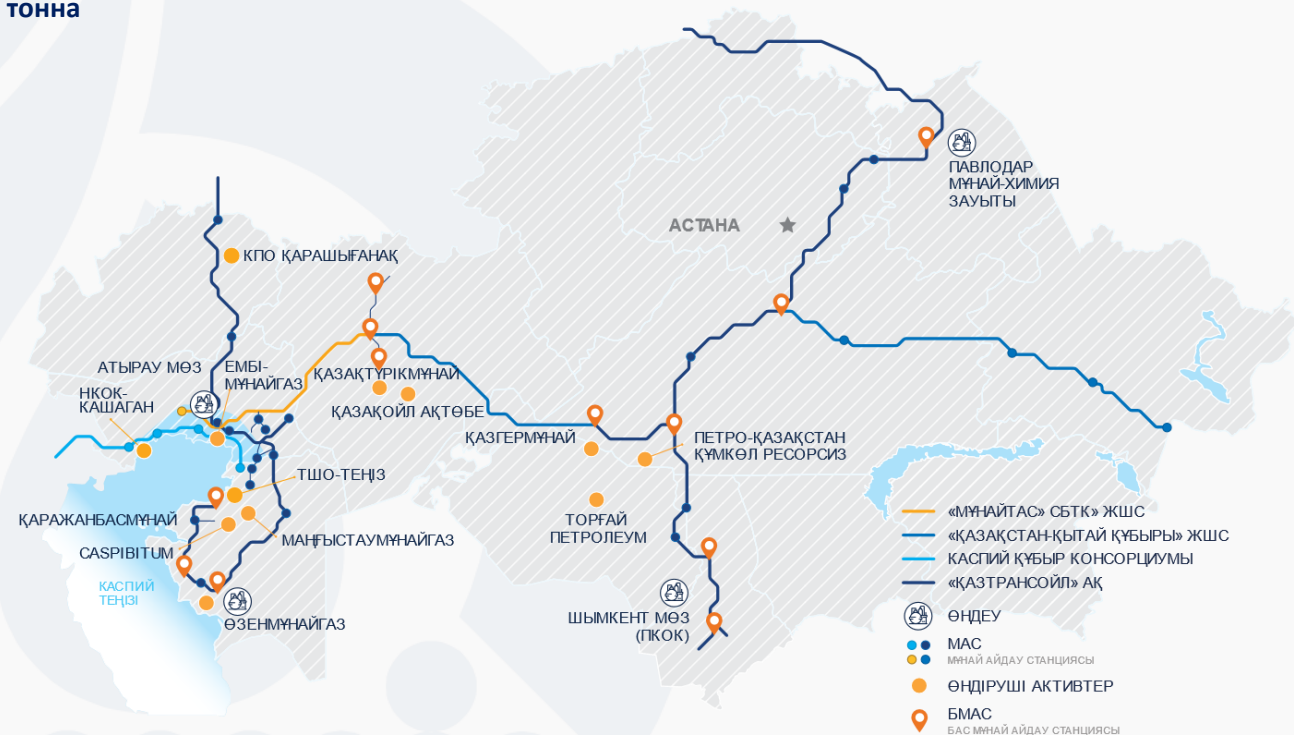 тонна
ПАВЛОДАР
МҰНАЙ-ХИМИЯ
ЗАУЫТЫ
АСТАНА
КПО ҚАРАШЫҒАНАҚ
АТЫРАУ МӨЗ
ЕМБІ-
МҰНАЙГАЗ
НКОК-
КАШАГАН
ҚАЗАҚТҮРІКМҰНАЙ
ҚАЗАҚОЙЛ АҚТӨБЕ
ҚАЗГЕРМҰНАЙ
ПЕТРО-ҚАЗАҚСТАН
ҚҰМКӨЛ РЕСОРСИЗ
ТШО-ТЕҢІЗ
ҚАРАЖАНБАСМҰНАЙ
МАҢҒЫСТАУМҰНАЙГАЗ
CASPIBITUM
ТОРҒАЙ
ПЕТРОЛЕУМ
КАСПИЙ
ТЕҢІЗІ
ӨЗЕНМҰНАЙГАЗ
ШЫМКЕНТ МӨЗ
(ПКОК)
«МҰНАЙТАС» СБТК» ЖШС
«ҚАЗАҚСТАН-ҚЫТАЙ ҚҰБЫРЫ» ЖШС
КАСПИЙ ҚҰБЫР КОНСОРЦИУМЫ
«ҚАЗТРАНСОЙЛ» АҚ
ӨҢДЕУ
МАС
МҰНАЙ АЙДАУ СТАНЦИЯСЫ
ӨНДІРУШІ АКТИВТЕР
БМАС
БАС МҰНАЙ АЙДАУ СТАНЦИЯСЫ